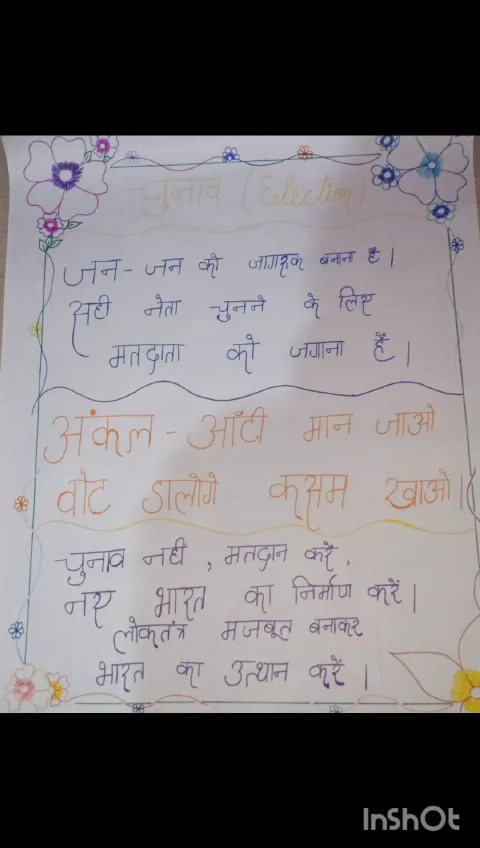 चुनाव (Election)
जन-जन को जागरूक बनाना है।
सही नेता चुनने के लिए
मतदाता को जगाना हैं।
अंकल-आँटी मान जाओ
वोट डालोगे कसम खाओ।
चुनाव नही, मतदान करें,
नए भारत का निर्माण करें।
लोकतंत्र मजबूत बनाकर
भारत का उत्थान करें।
InShOt